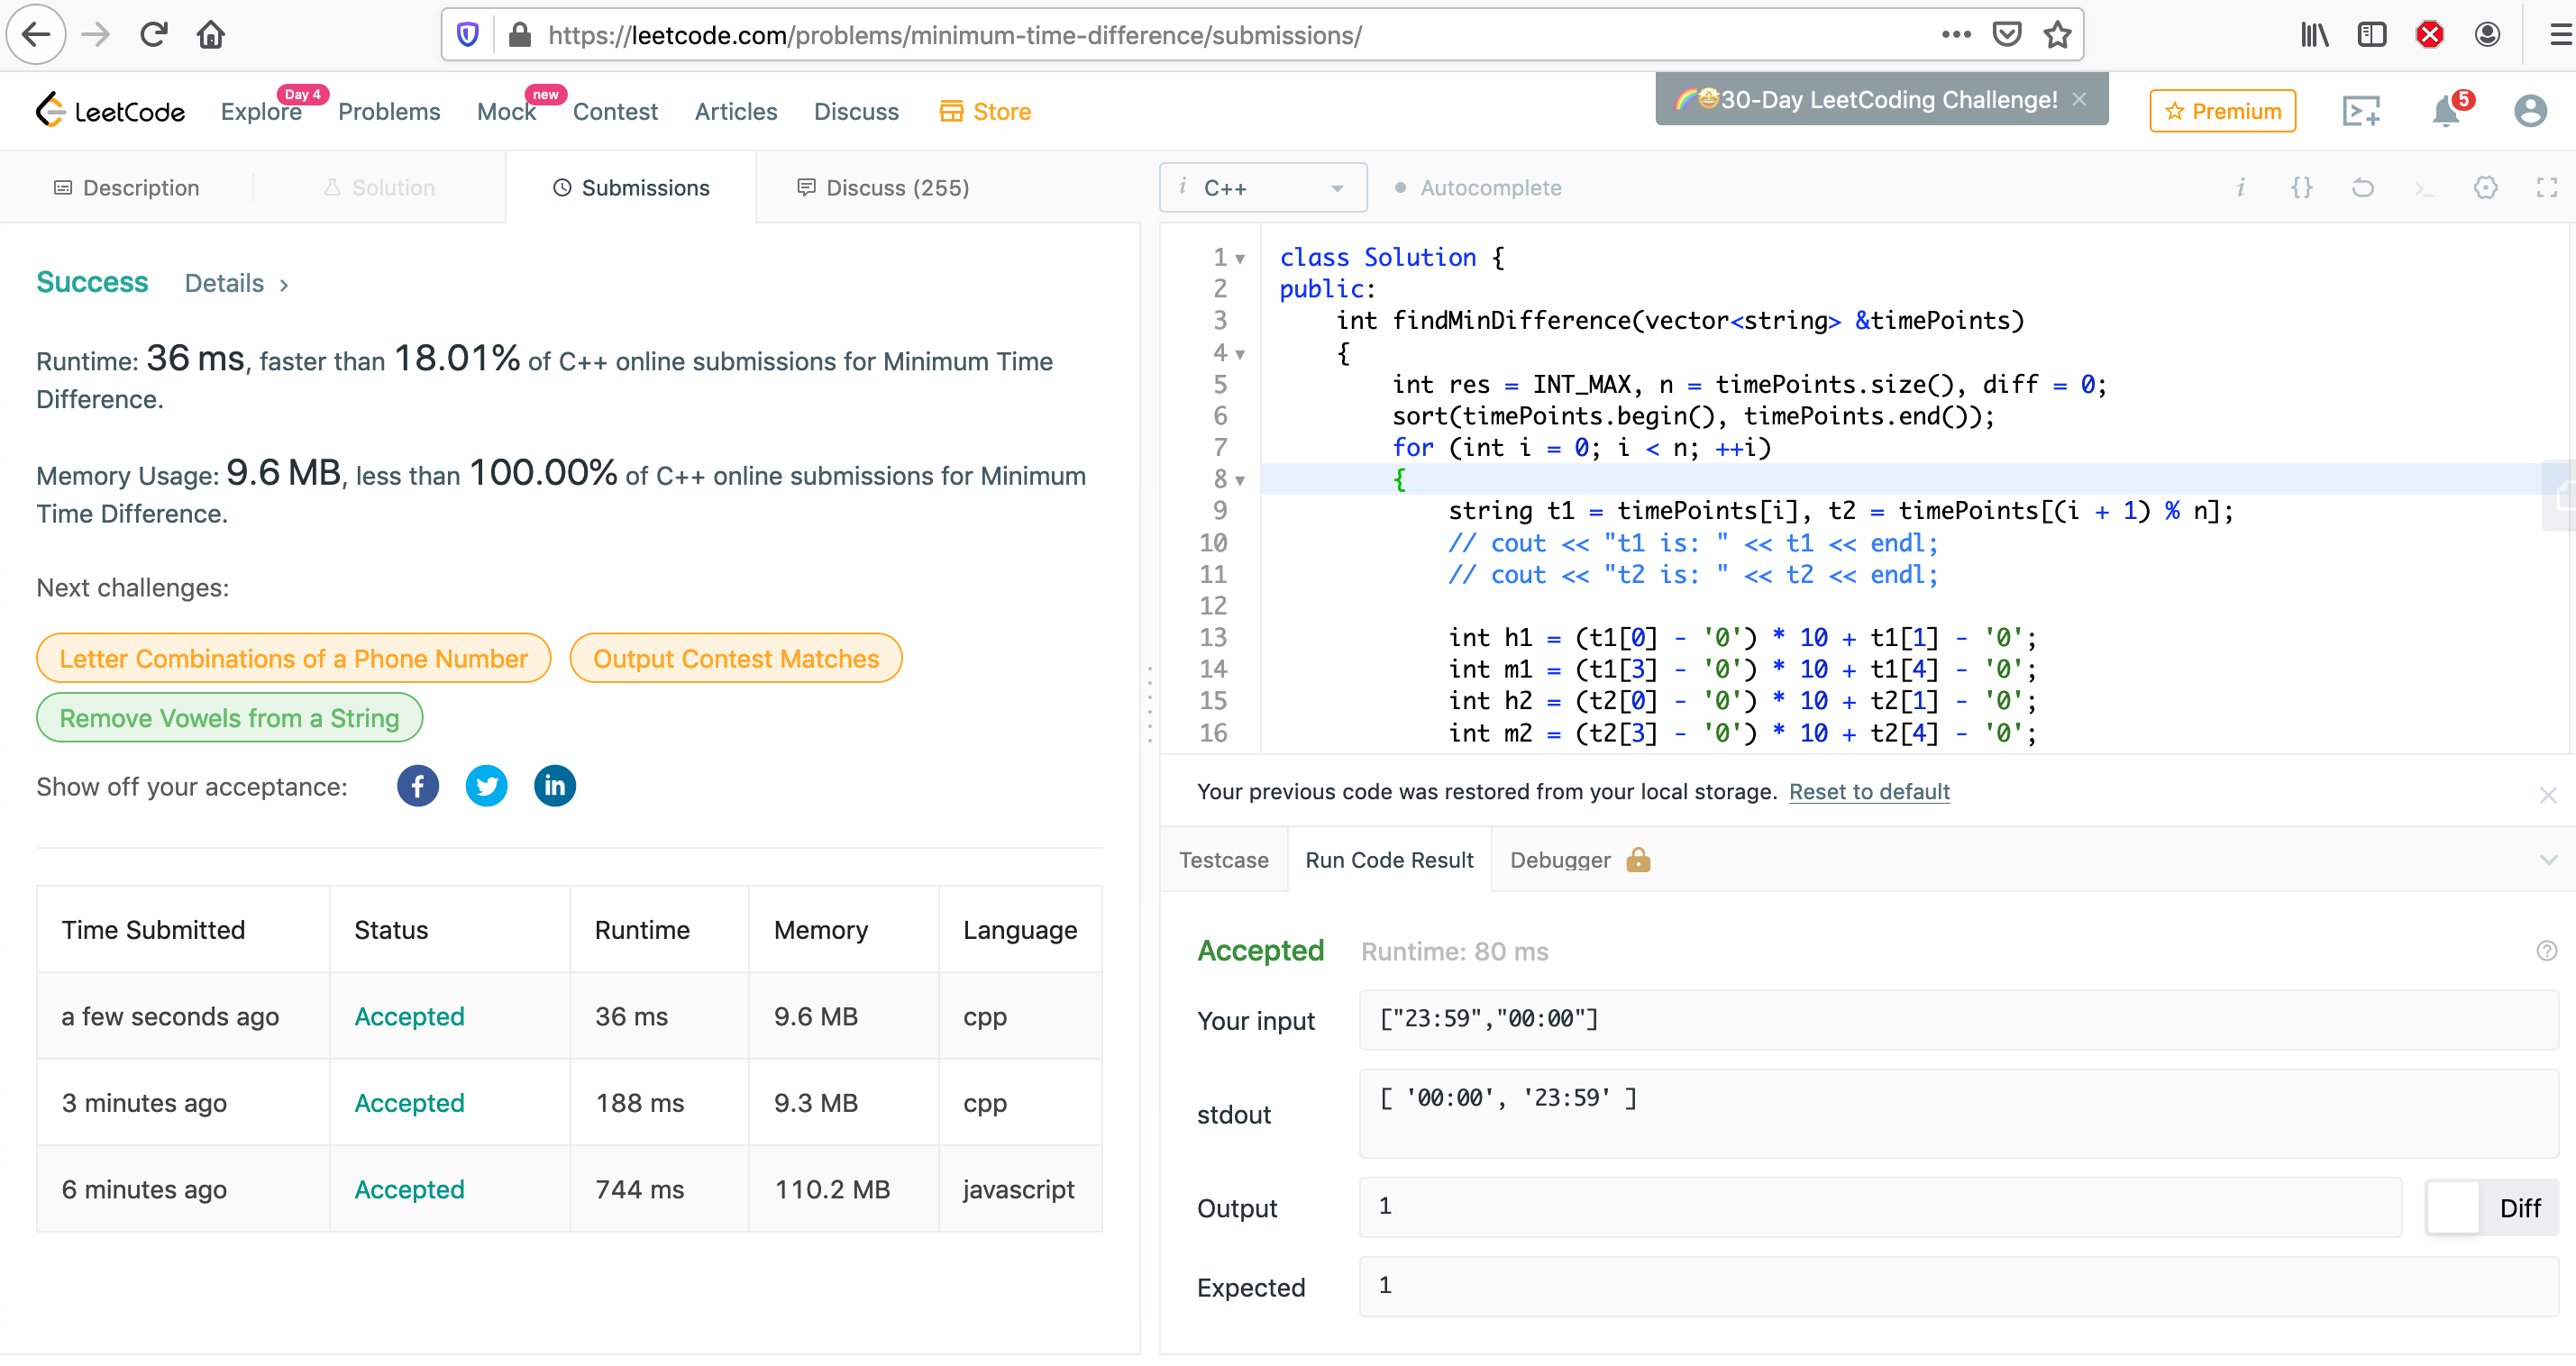 https://leetcode.com/problems/minimum-time-difference/submissions/
LeetCode
Explore
Day 4
Problems
Mock
new
Contest
Articles
Discuss
Store
🌈🤩30-Day LeetCoding Challenge!
Premium
5
Description
Solution
Submissions
Discuss (255)
i C++
Autocomplete
Success Details
Runtime: 36 ms, faster than 18.01% of C++ online submissions for Minimum Time
Difference.
Memory Usage: 9.6 MB, less than 100.00% of C++ online submissions for Minimum
Time Difference.
Next challenges:
Letter Combinations of a Phone Number
Output Contest Matches
Remove Vowels from a String
Show off your acceptance:
Time Submitted Status Runtime Memory Language
a few seconds ago Accepted 36 ms 9.6 MB cpp
3 minutes ago Accepted 188 ms 9.3 MB cpp
6 minutes ago Accepted 744 ms 110.2 MB javascript
1 class Solution {
2 public:
3 int findMinDifference(vector<string> &timePoints)
4 {
5 int res = INT_MAX, n = timePoints.size(), diff = 0;
6 sort(timePoints.begin(), timePoints.end());
7 for (int i = 0; i < n; ++i)
8 {
9 string t1 = timePoints[i], t2 = timePoints[(i + 1) % n];
10 // cout << "t1 is: " << t1 << endl;
11 // cout << "t2 is: " << t2 << endl;
12
13 int h1 = (t1[0] - '0') * 10 + t1[1] - '0';
14 int m1 = (t1[3] - '0') * 10 + t1[4] - '0';
15 int h2 = (t2[0] - '0') * 10 + t2[1] - '0';
16 int m2 = (t2[3] - '0') * 10 + t2[4] - '0';
Your previous code was restored from your local storage. Reset to default
Testcase
Run Code Result
Debugger
Accepted Runtime: 80 ms
Your input
["23:59","00:00"]
stdout
[ '00:00', '23:59' ]
Output
1
Diff
Expected
1